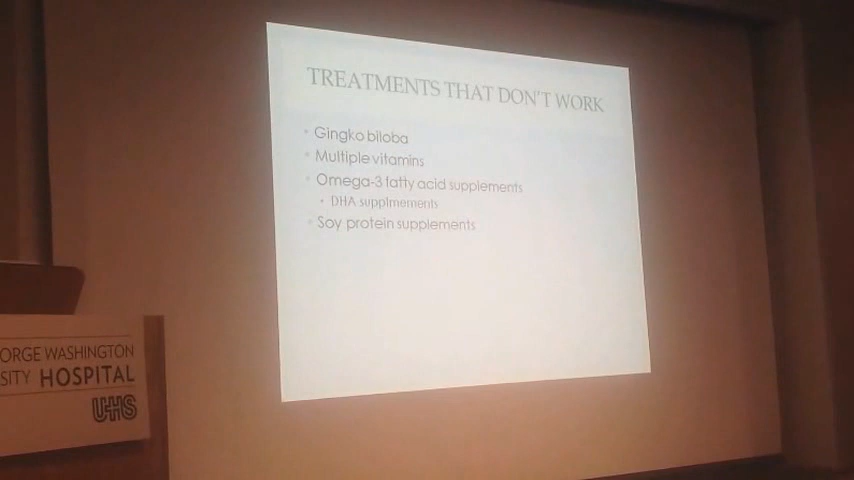 TREATMENTS THAT DON'T WORK
Gingko biloba
Multiple vitamins
Omega-3 fatty acid supplements
DHA supplmements
Soy protein supplements
ORGE WASHINGTON
SITY HOSPITAL
UHS